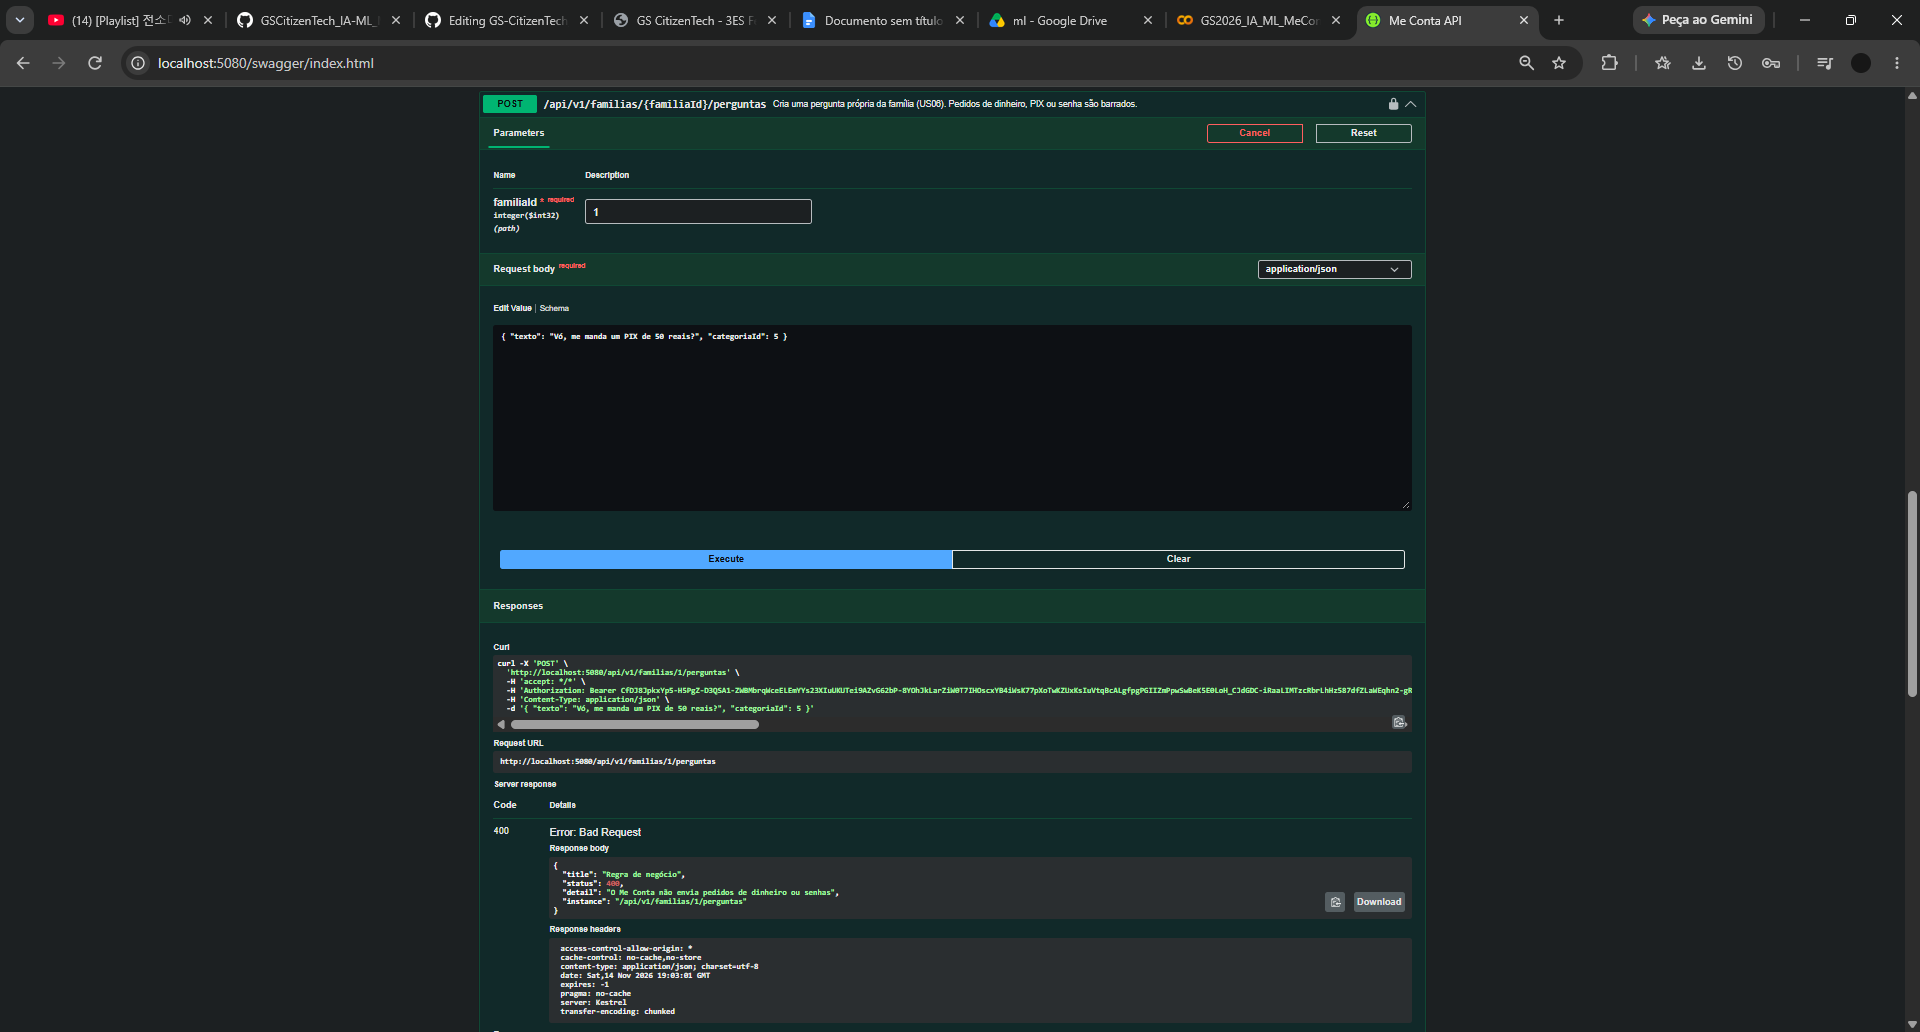 (14) [Playlist] 전소
GSCitizenTech_IA-ML_
Editing GS-CitizenTech
GS CitizenTech - 3ES F
Documento sem título
ml - Google Drive
GS2026_IA_ML_MeCor
Me Conta API
Peça ao Gemini
localhost:5080/swagger/index.html
POST /api/v1/familias/{familiaId}/perguntas Cria uma pergunta própria da família (US06). Pedidos de dinheiro, PIX ou senha são barrados.
Parameters
Cancel
Reset
Name Description
familiaId * required
integer($int32)
(path)
1
Request body required
application/json
Edit Value | Schema
{ "texto": "Vó, me manda um PIX de 50 reais?", "categoriaId": 5 }
Execute
Clear
Responses
Curl
curl -X 'POST' \
'http://localhost:5080/api/v1/familias/1/perguntas' \
-H 'accept: */*' \
-H 'Authorization: Bearer
-H 'Content-Type: application/json' \
-d '{ "texto": "Vó, me manda um PIX de 50 reais?", "categoriaId": 5 }'
Request URL
http://localhost:5080/api/v1/familias/1/perguntas
Server response
Code Details
400 Error: Bad Request
Response body
{
"title": "Regra de negócio",
"status": 400,
"detail": "O Me Conta não envia pedidos de dinheiro ou senhas",
"instance": "/api/v1/familias/1/perguntas"
}
Download
Response headers
access-control-allow-origin: *
cache-control: no-cache,no-store
content-type: application/json; charset=utf-8
date: Sat,14 Nov 2026 19:03:01 GMT
expires: -1
pragma: no-cache
server: Kestrel
transfer-encoding: chunked